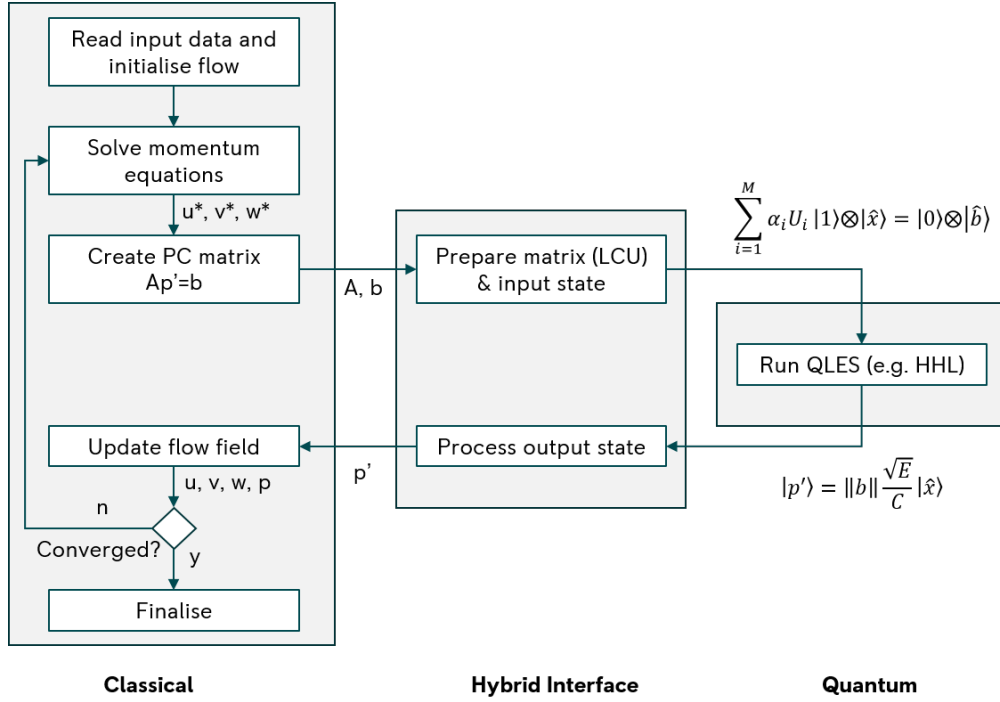 Read input data and
initialise flow
Solve momentum
equations
u*, v*, w*
Create PC matrix
Ap’=b
A, b
Prepare matrix (LCU)
& input state
∑_{i=1}^{M} α_i U_i |1⟩⊗|x̂⟩ = |0⟩⊗|b̂⟩
Run QLES (e.g. HHL)
Process output state
|p′⟩ = ‖b‖ √E/C |x̂⟩
p’
Update flow field
u, v, w, p
n
Converged?
y
Finalise
Classical
Hybrid Interface
Quantum